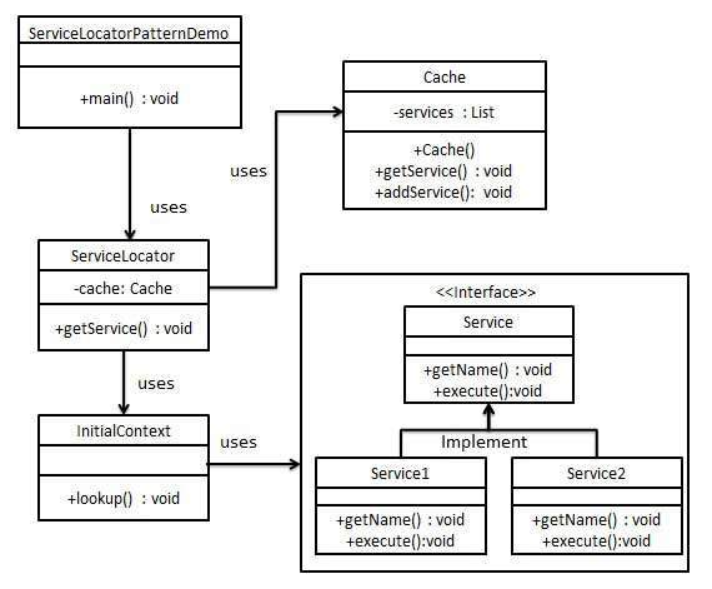 ServiceLocatorPatternDemo
+main() : void
uses
ServiceLocator
-cache: Cache
+getService() : void
uses
Cache
-services : List
+Cache()
+getService() : void
+addService(): void
uses
InitialContext
+lookup() : void
uses
<<Interface>>
Service
+getName() : void
+execute():void
Implement
Service1
+getName() : void
+execute():void
Service2
+getName() : void
+execute():void